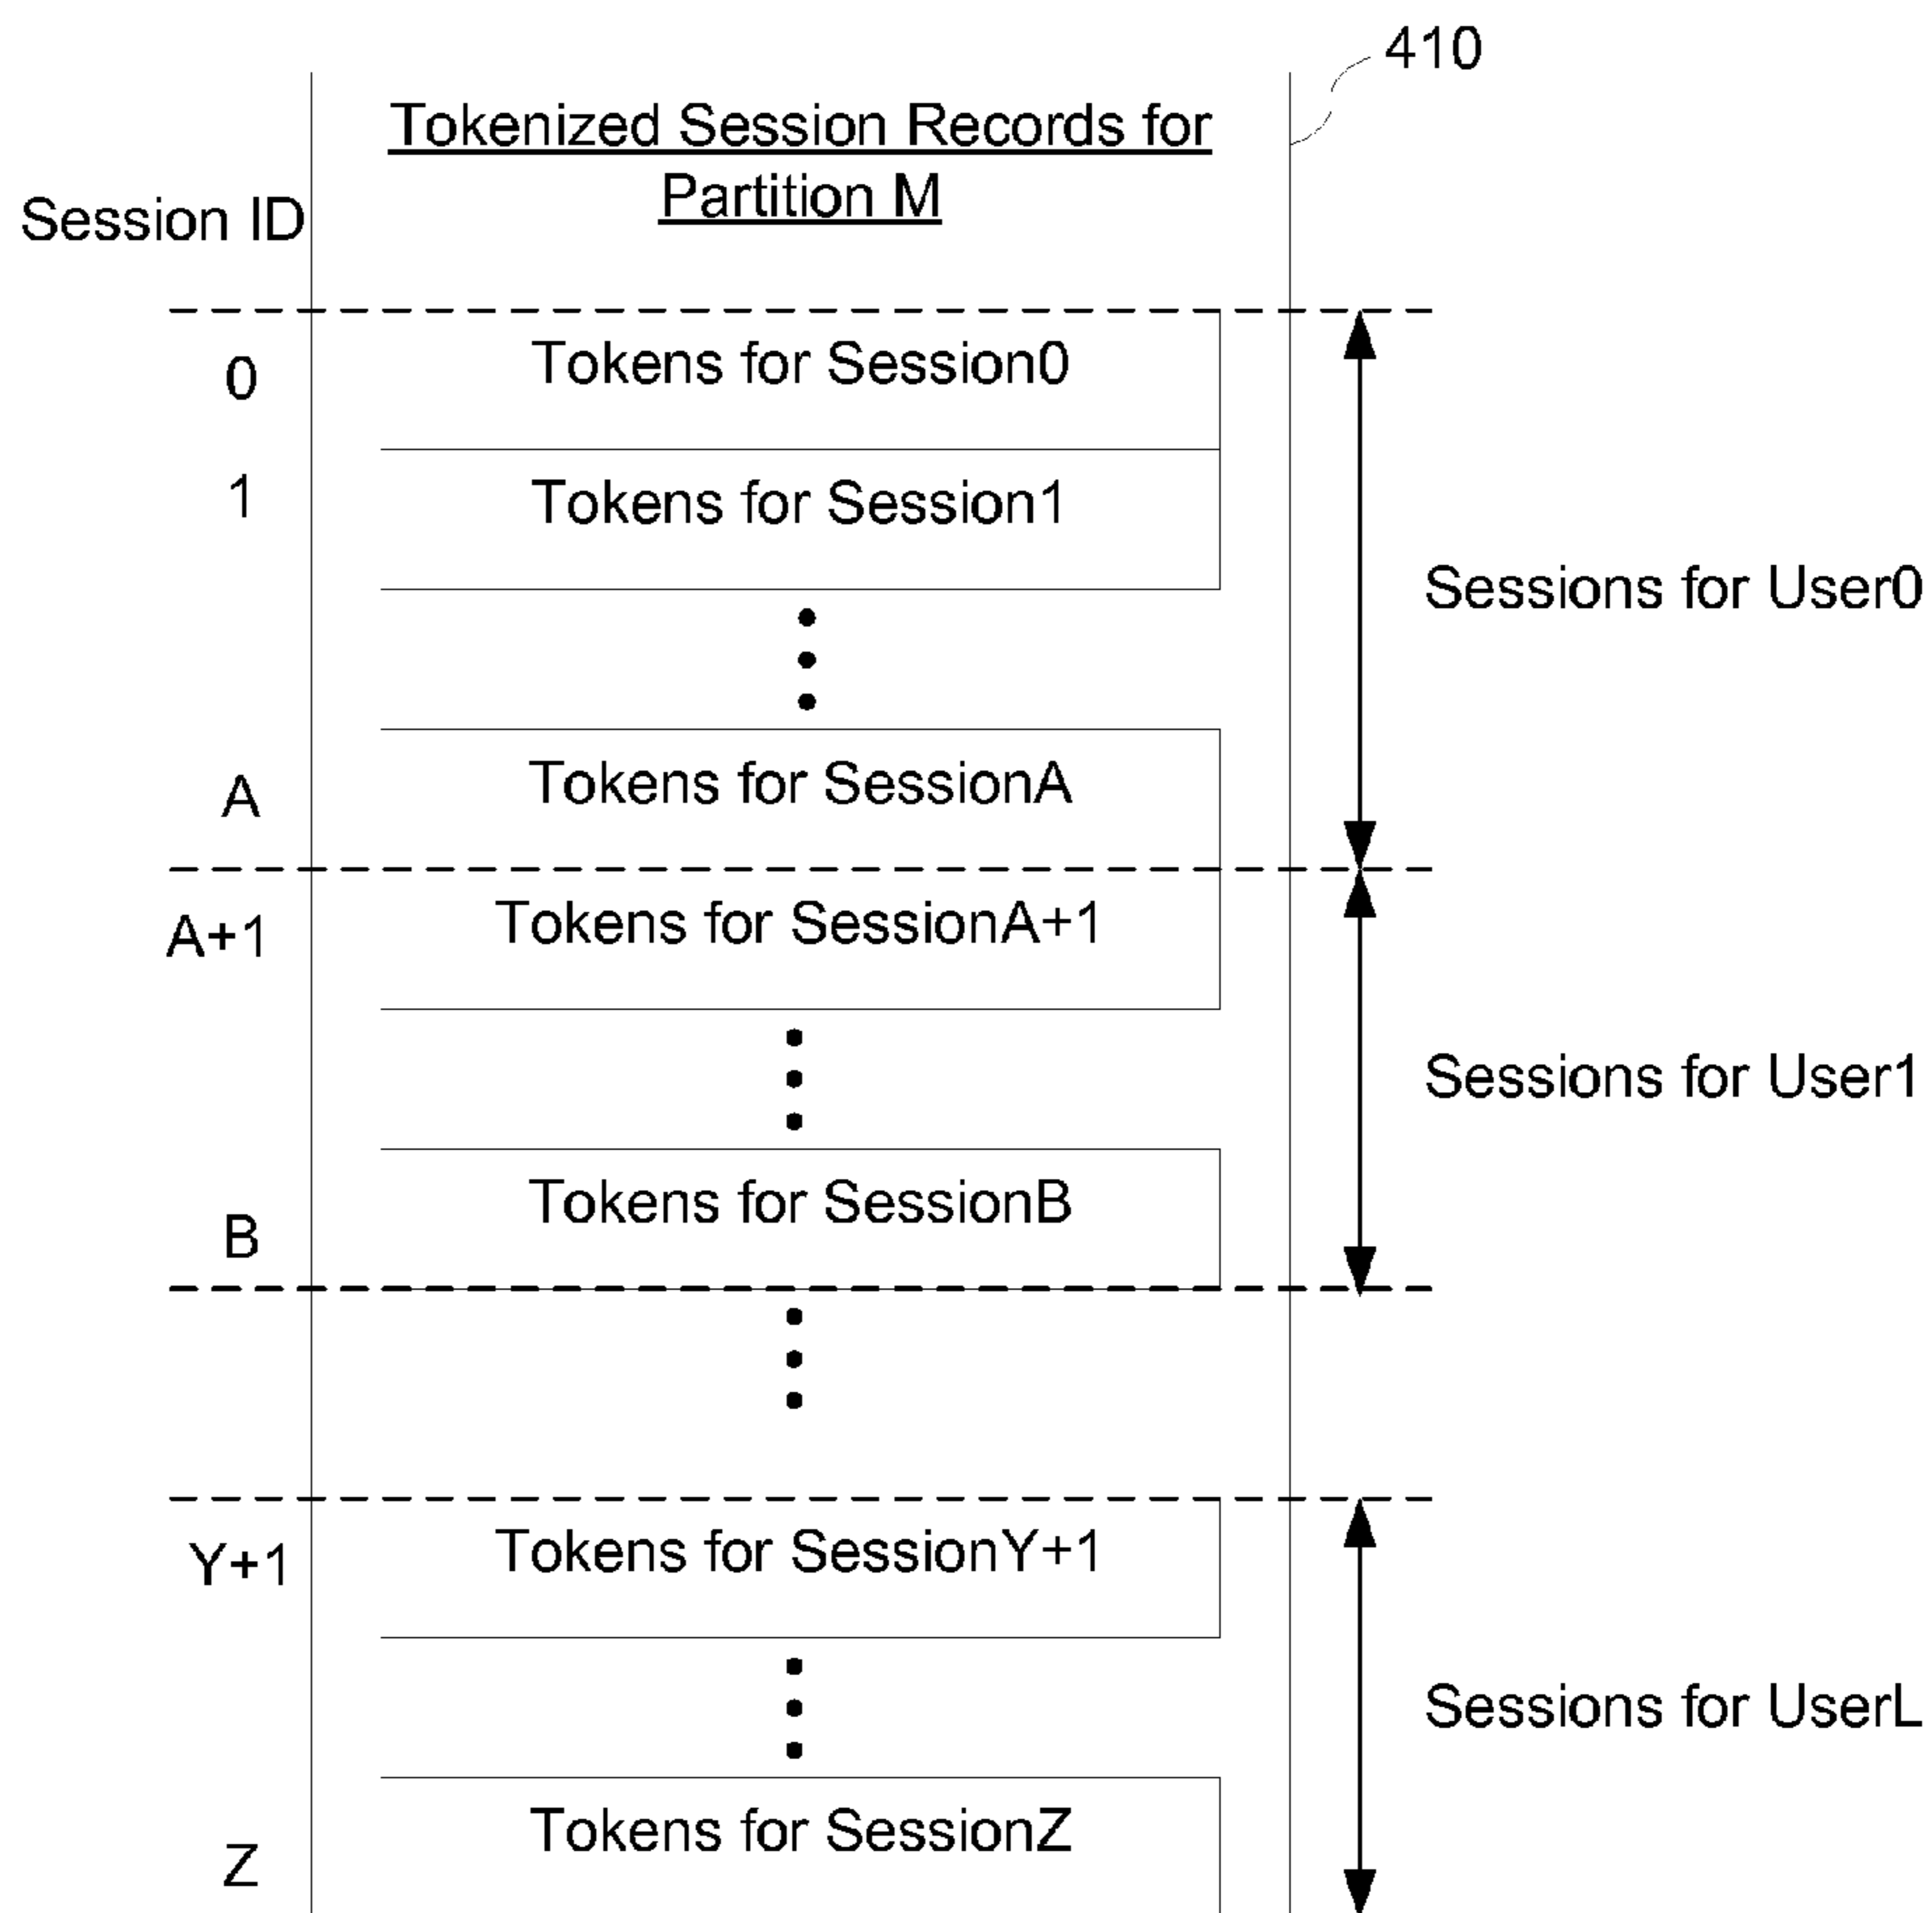 410
Tokenized Session Records for
Partition M
Session ID
0
Tokens for Session0
1
Tokens for Session1
Sessions for User0
A
Tokens for SessionA
A+1
Tokens for SessionA+1
Sessions for User1
B
Tokens for SessionB
Y+1
Tokens for SessionY+1
Sessions for UserL
Z
Tokens for SessionZ